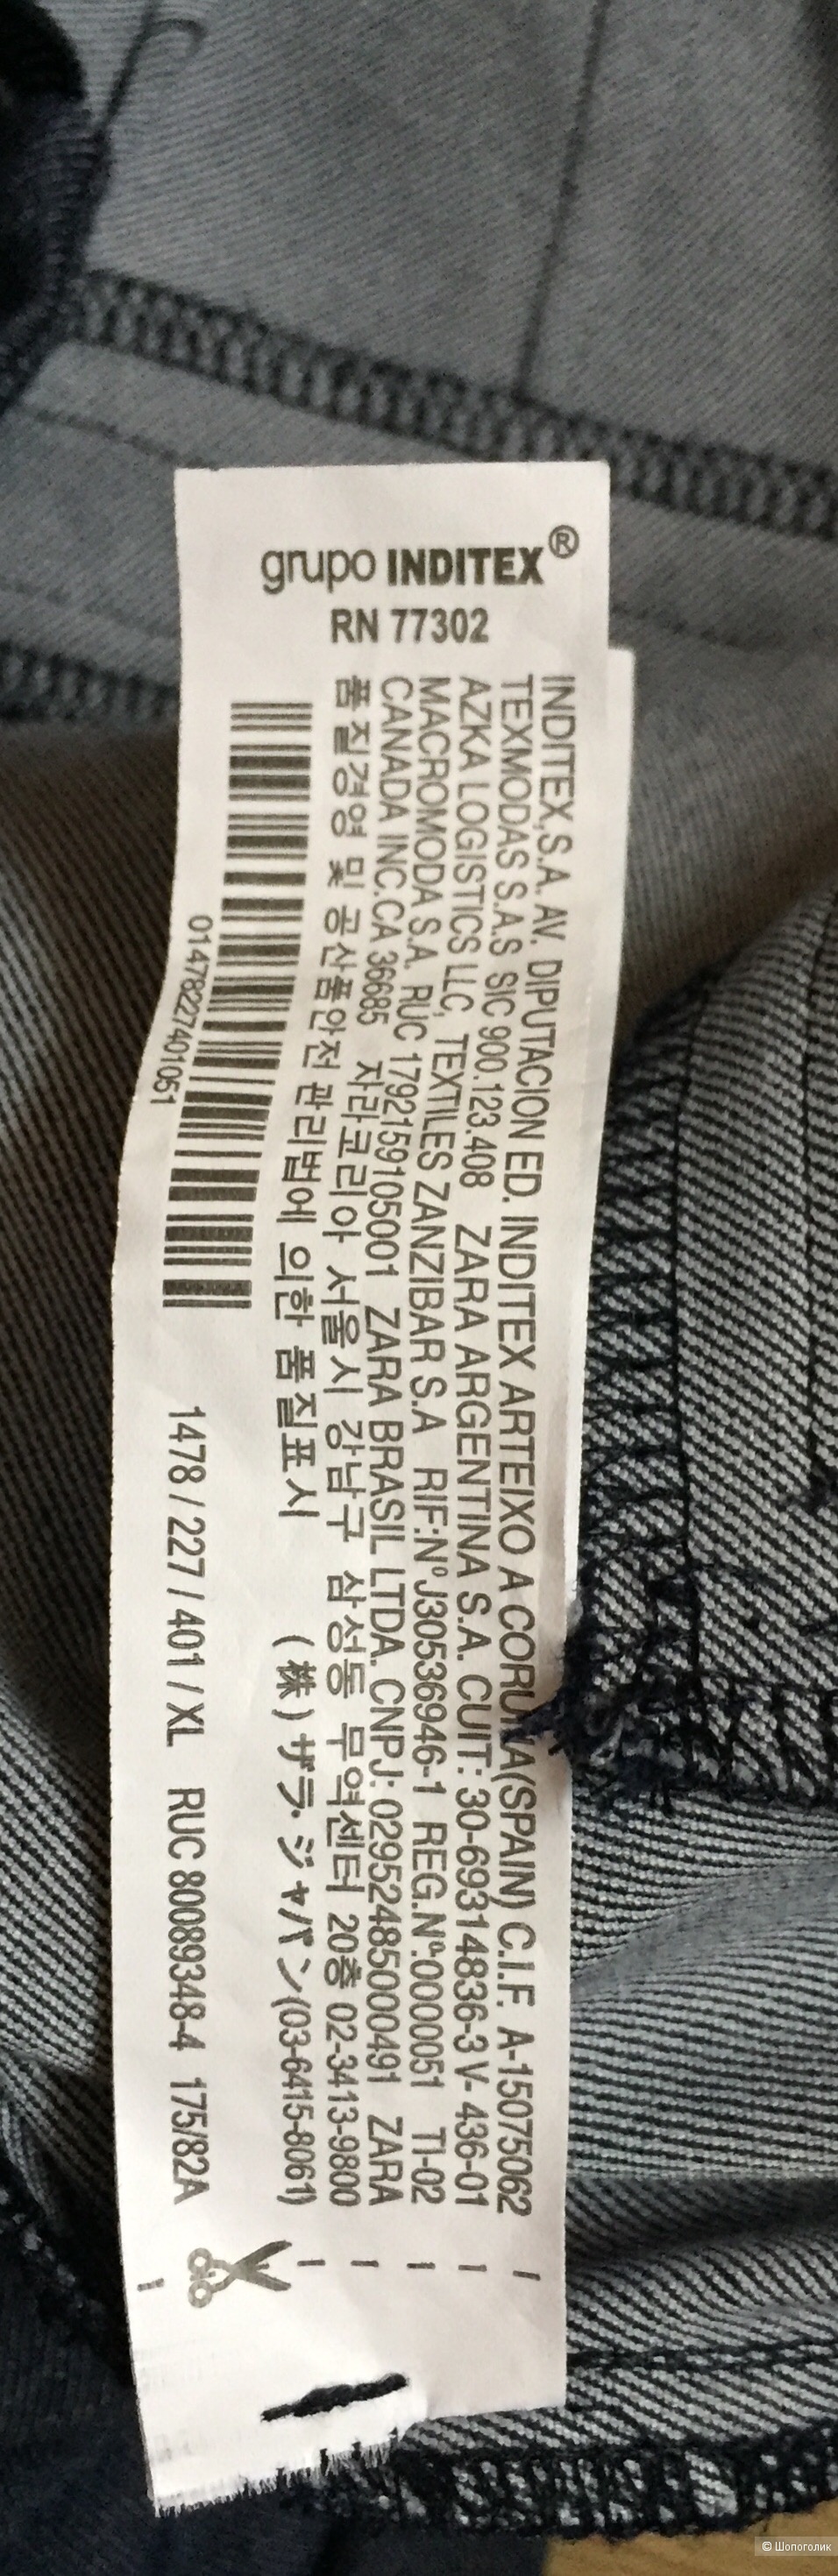 grupo INDITEX®
RN 77302
INDITEX,S.A. AV. DIPUTACION ED. INDITEX ARTEIXO A CORUÑA(SPAIN) C.I.F. A-15075062
TEXMODAS S.A.S SIC 900.123.408 ZARA ARGENTINA S.A. CUIT: 30-69314836-3 V- 436-01
AZKA LOGISTICS LLC, TEXTILES ZANZIBAR S.A RIF:Nº J30536946-1 REG.Nº:0000051 TI-02
MACROMODA S.A. RUC 1792159105001 ZARA BRASIL LTDA. CNPJ: 02952485000491 ZARA
CANADA INC.CA 36685 자라코리아 서울시 강남구 삼성동 무역센터 20층 02-3413-9800
품질경영 및 공산품안전 관리법에 의한 품질표시 (株)ザラ・ジャパン(03-6415-8061)
01478227401051
1478 / 227 / 401 / XL RUC 80089348-4 175/82A
© Шопоголик